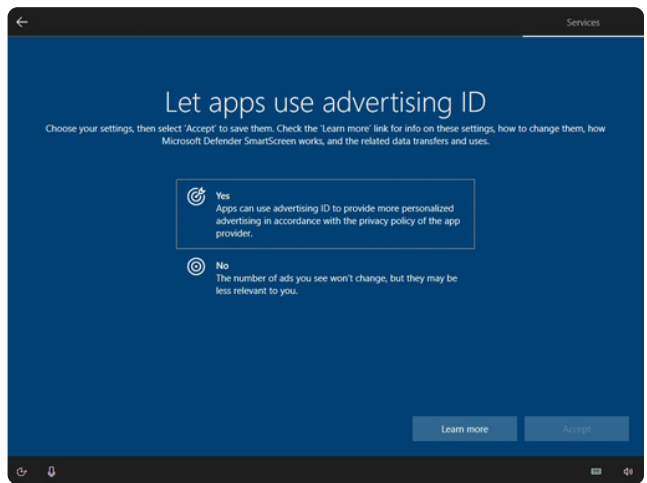 Services
Let apps use advertising ID
Choose your settings, then select 'Accept' to save them. Check the 'Learn more' link for info on these settings, how to change them, how
Microsoft Defender SmartScreen works, and the related data transfers and uses.
Yes
Apps can use advertising ID to provide more personalized
advertising in accordance with the privacy policy of the app
provider.
No
The number of ads you see won't change, but they may be
less relevant to you.
Learn more
Accept